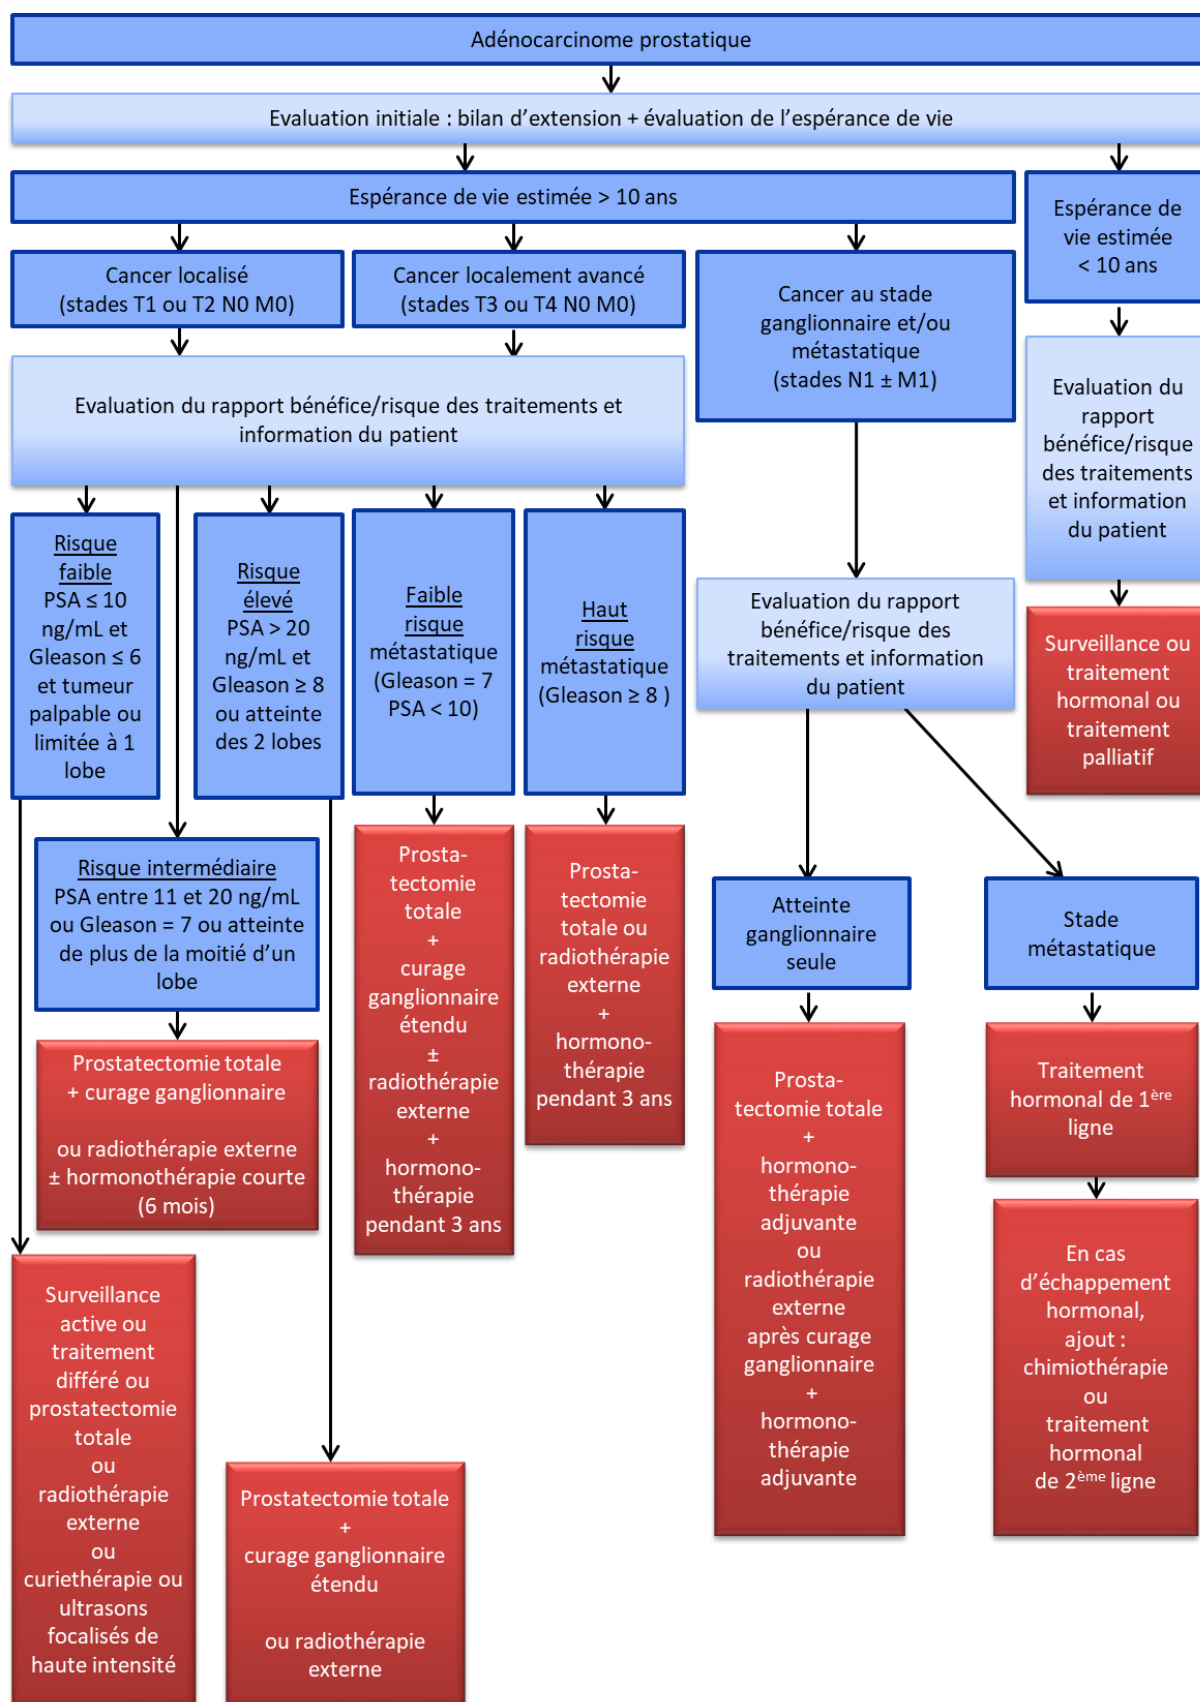 Adénocarcinome prostatique
Evaluation initiale : bilan d’extension + évaluation de l’espérance de vie
Espérance de vie estimée > 10 ans
Espérance de
vie estimée
< 10 ans
Cancer localisé
(stades T1 ou T2 N0 M0)
Cancer localement avancé
(stades T3 ou T4 N0 M0)
Cancer au stade
ganglionnaire et/ou
métastatique
(stades N1 ± M1)
Evaluation du rapport bénéfice/risque des traitements et
information du patient
Evaluation du
rapport
bénéfice/risque
des traitements
et information
du patient
Risque
faible
PSA ≤ 10
ng/mL et
Gleason ≤ 6
et tumeur
palpable ou
limitée à 1
lobe
Risque
élevé
PSA > 20
ng/mL et
Gleason ≥ 8
ou atteinte
des 2 lobes
Faible
risque
métastatique
(Gleason = 7
PSA < 10)
Haut
risque
métastatique
(Gleason ≥ 8 )
Evaluation du rapport
bénéfice/risque des
traitements et information
du patient
Surveillance ou
traitement
hormonal ou
traitement
palliatif
Risque intermédiaire
PSA entre 11 et 20 ng/mL
ou Gleason = 7 ou atteinte
de plus de la moitié d’un
lobe
Prosta-
tectomie
totale
+
curage
ganglionnaire
étendu
±
radiothérapie
externe
+
hormono-
thérapie
pendant 3 ans
Prosta-
tectomie
totale ou
radiothérapie
externe
+
hormono-
thérapie
pendant 3 ans
Atteinte
ganglionnaire
seule
Stade
métastatique
Prostatectomie totale
+ curage ganglionnaire
ou radiothérapie externe
± hormonothérapie courte
(6 mois)
Prosta-
tectomie totale
+
hormono-
thérapie
adjuvante
ou
radiothérapie
externe
après curage
ganglionnaire
+
hormono-
thérapie
adjuvante
Traitement
hormonal de 1ère
ligne
En cas
d’échappement
hormonal,
ajout :
chimiothérapie
ou
traitement
hormonal
de 2ème ligne
Surveillance
active ou
traitement
différé ou
prostatectomie
totale
ou
radiothérapie
externe
ou
curiethérapie ou
ultrasons
focalisés de
haute intensité
Prostatectomie totale
+
curage ganglionnaire
étendu
ou radiothérapie
externe